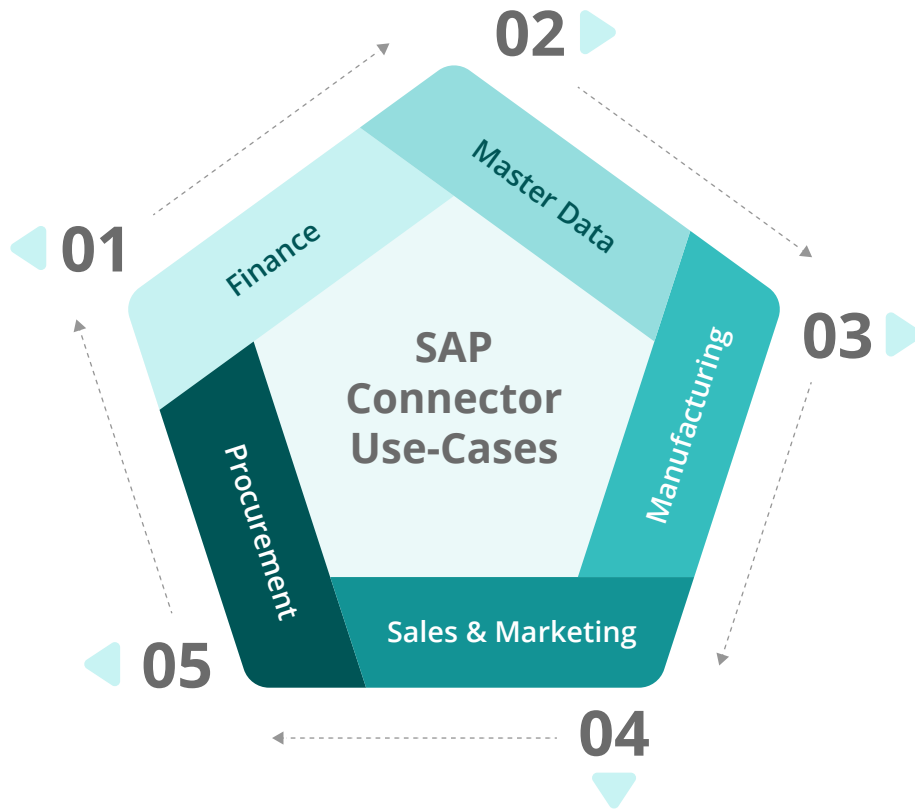 01
Finance
02
Master Data
03
Manufacturing
04
Sales & Marketing
05
Procurement
SAP
Connector
Use-Cases